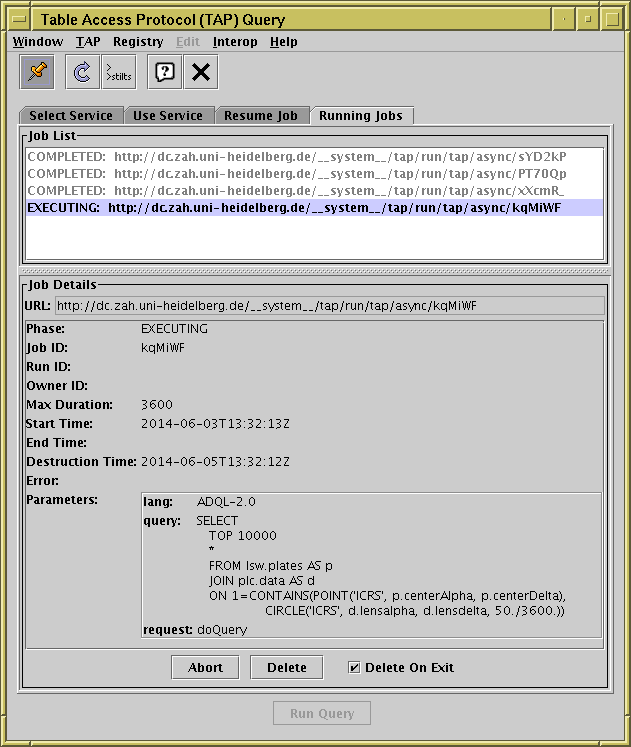 Table Access Protocol (TAP) Query
Window TAP Registry Edit Interop Help
>stilts
Select Service Use Service Resume Job Running Jobs
Job List
COMPLETED: http://dc.zah.uni-heidelberg.de/__system__/tap/run/tap/async/sYD2kP
COMPLETED: http://dc.zah.uni-heidelberg.de/__system__/tap/run/tap/async/PT70Qp
COMPLETED: http://dc.zah.uni-heidelberg.de/__system__/tap/run/tap/async/xXcmR_
EXECUTING: http://dc.zah.uni-heidelberg.de/__system__/tap/run/tap/async/kqMiWF
Job Details
URL: http://dc.zah.uni-heidelberg.de/__system__/tap/run/tap/async/kqMiWF
Phase: EXECUTING
Job ID: kqMiWF
Run ID:
Owner ID:
Max Duration: 3600
Start Time: 2014-06-03T13:32:13Z
End Time:
Destruction Time: 2014-06-05T13:32:12Z
Error:
Parameters: lang: ADQL-2.0
query: SELECT
TOP 10000
*
FROM lsw.plates AS p
JOIN plc.data AS d
ON 1=CONTAINS(POINT('ICRS', p.centerAlpha, p.centerDelta),
CIRCLE('ICRS', d.lensalpha, d.lensdelta, 50./3600.))
request: doQuery
Abort Delete Delete On Exit
Run Query